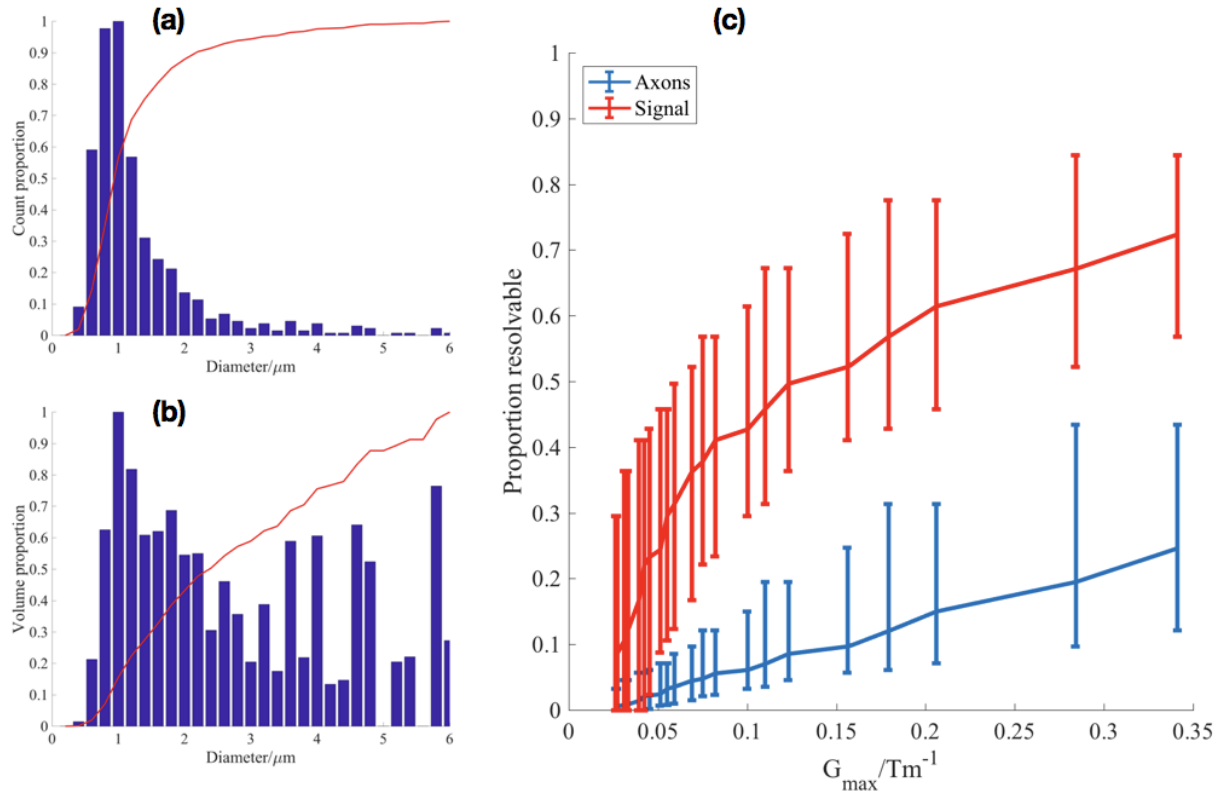 (a)
1
0.9
0.8
0.7
0.6
0.5
0.4
0.3
0.2
0.1
0
Count proportion
0 1 2 3 4 5 6
Diameter/μm
(b)
1
0.9
0.8
0.7
0.6
0.5
0.4
0.3
0.2
0.1
0
Volume proportion
0 1 2 3 4 5 6
Diameter/μm
(c)
Axons
Signal
1
0.9
0.8
0.7
0.6
0.5
0.4
0.3
0.2
0.1
0
Proportion resolvable
0 0.05 0.1 0.15 0.2 0.25 0.3 0.35
Gmax/Tm-1